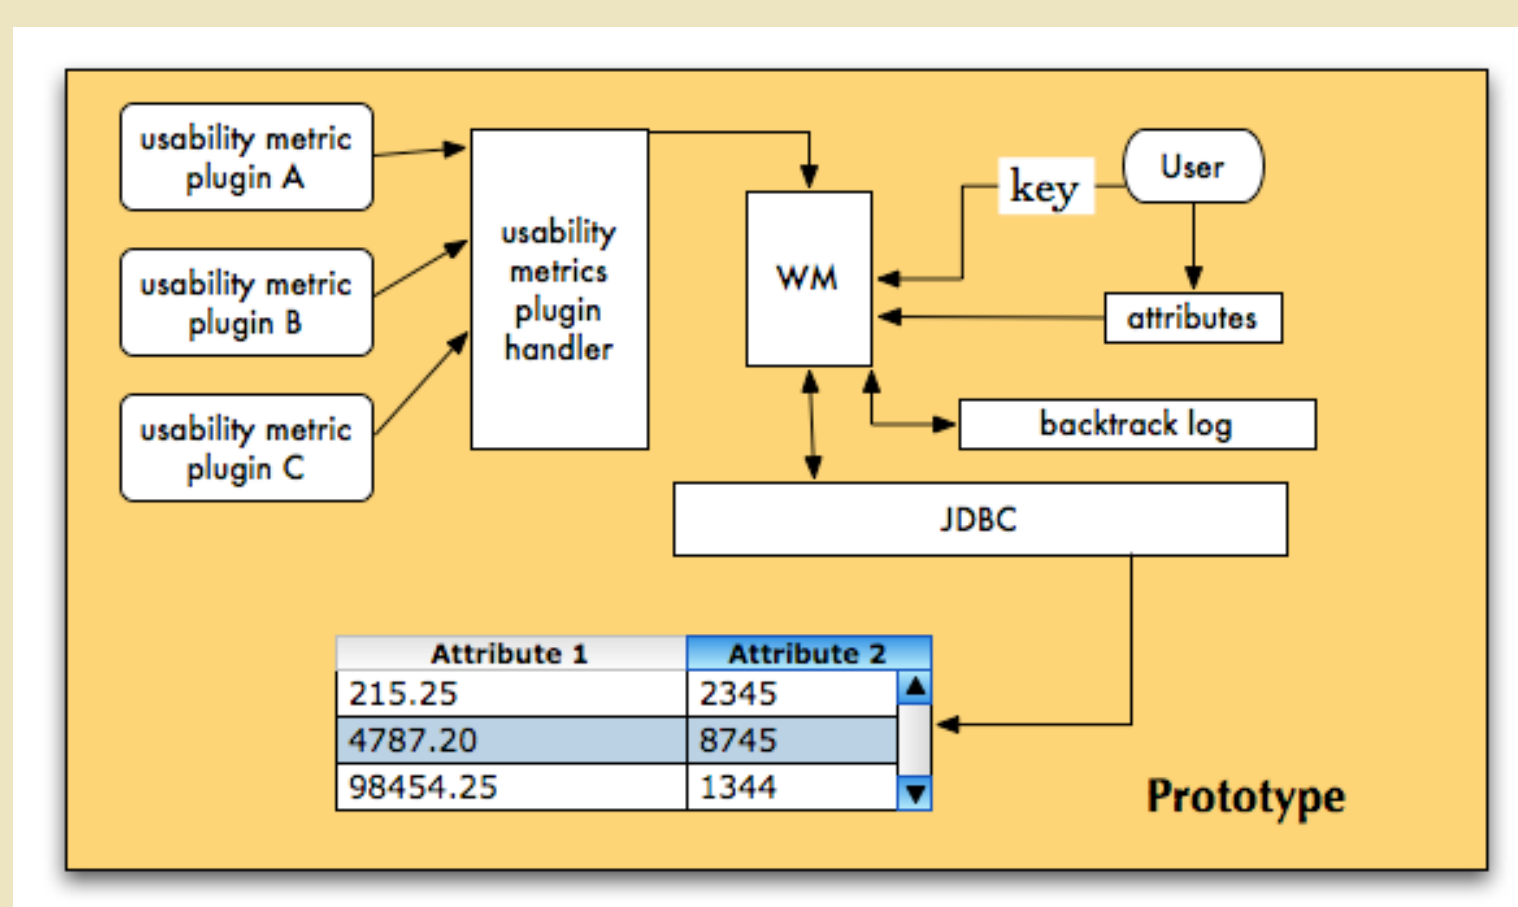 usability metric
plugin A
usability metric
plugin B
usability metric
plugin C
usability
metrics
plugin
handler
WM
key
User
attributes
backtrack log
JDBC
Attribute 1 Attribute 2
215.25 2345
4787.20 8745
98454.25 1344
Prototype